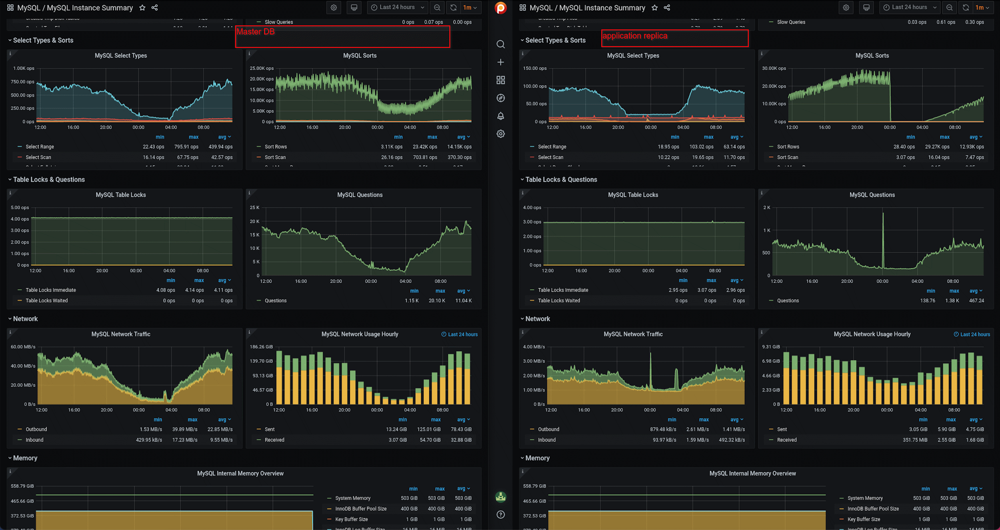 MySQL / MySQL Instance Summary
Last 24 hours
1m
Slow Queries 0 ops 0.07 ops 0.00 ops
Master DB
Select Types & Sorts
MySQL Select Types
1.00K ops
750.00 ops
500.00 ops
250.00 ops
0 ops
12:00 16:00 20:00 00:00 04:00 08:00
min max avg
Select Range 22.43 ops 795.91 ops 439.94 ops
Select Scan 16.14 ops 67.75 ops 42.57 ops
MySQL Sorts
25.00K ops
20.00K ops
15.00K ops
10.00K ops
5.00K ops
0 ops
12:00 16:00 20:00 00:00 04:00 08:00
min max avg
Sort Rows 3.11K ops 23.42K ops 14.15K ops
Sort Scan 26.16 ops 703.81 ops 370.30 ops
Table Locks & Questions
MySQL Table Locks
5.00 ops
4.00 ops
3.00 ops
2.00 ops
1.00 ops
0 ops
12:00 16:00 20:00 00:00 04:00 08:00
min max avg
Table Locks Immediate 4.08 ops 4.14 ops 4.11 ops
Table Locks Waited 0 ops 0 ops 0 ops
MySQL Questions
25 K
20 K
15 K
10 K
5 K
0
12:00 16:00 20:00 00:00 04:00 08:00
min max avg
Questions 1.15 K 20.10 K 11.04 K
Network
MySQL Network Traffic
60.00 MB/s
40.00 MB/s
20.00 MB/s
0 B/s
12:00 16:00 20:00 00:00 04:00 08:00
min max avg
Outbound 1.53 MB/s 39.89 MB/s 22.85 MB/s
Inbound 429.95 kB/s 17.23 MB/s 9.55 MB/s
MySQL Network Usage Hourly
Last 24 hours
186.26 GiB
139.70 GiB
93.13 GiB
46.57 GiB
0 B
12:00 16:00 20:00 00:00 04:00 08:00
min max avg
Sent 13.24 GiB 125.01 GiB 78.43 GiB
Received 3.07 GiB 54.70 GiB 32.88 GiB
Memory
MySQL Internal Memory Overview
558.79 GiB
465.66 GiB
372.53 GiB
min max avg
System Memory 503 GiB 503 GiB 503 GiB
InnoDB Buffer Pool Size 400 GiB 400 GiB 400 GiB
Key Buffer Size 1 GiB 1 GiB 1 GiB
MySQL / MySQL Instance Summary
Last 24 hours
1m
Slow Queries 0.03 ops 0.61 ops 0.30 ops
application replica
Select Types & Sorts
MySQL Select Types
150.00 ops
100.00 ops
50.00 ops
0 ops
12:00 16:00 20:00 00:00 04:00 08:00
min max avg
Select Range 18.95 ops 103.02 ops 63.14 ops
Select Scan 10.22 ops 19.65 ops 11.70 ops
MySQL Sorts
30.00K ops
20.00K ops
10.00K ops
0 ops
12:00 16:00 20:00 00:00 04:00 08:00
min max avg
Sort Rows 28.40 ops 29.27K ops 12.93K ops
Sort Scan 3.07 ops 16.04 ops 7.47 ops
Table Locks & Questions
MySQL Table Locks
4.00 ops
3.00 ops
2.00 ops
1.00 ops
0 ops
12:00 16:00 20:00 00:00 04:00 08:00
min max avg
Table Locks Immediate 2.95 ops 3.07 ops 2.96 ops
Table Locks Waited 0 ops 0 ops 0 ops
MySQL Questions
2 K
1 K
500
0
12:00 16:00 20:00 00:00 04:00 08:00
min max avg
Questions 138.76 1.38 K 467.24
Network
MySQL Network Traffic
4.00 MB/s
3.00 MB/s
2.00 MB/s
1.00 MB/s
0 B/s
12:00 16:00 20:00 00:00 04:00 08:00
min max avg
Outbound 879.48 kB/s 2.61 MB/s 1.41 MB/s
Inbound 93.97 kB/s 1.59 MB/s 492.32 kB/s
MySQL Network Usage Hourly
Last 24 hours
9.31 GiB
6.98 GiB
4.66 GiB
2.33 GiB
0 B
12:00 16:00 20:00 00:00 04:00 08:00
min max avg
Sent 3.05 GiB 5.90 GiB 4.75 GiB
Received 351.75 MiB 2.55 GiB 1.68 GiB
Memory
MySQL Internal Memory Overview
558.79 GiB
465.66 GiB
372.53 GiB
min max avg
System Memory 503 GiB 503 GiB 503 GiB
InnoDB Buffer Pool Size 400 GiB 400 GiB 400 GiB
Key Buffer Size 1 GiB 1 GiB 1 GiB